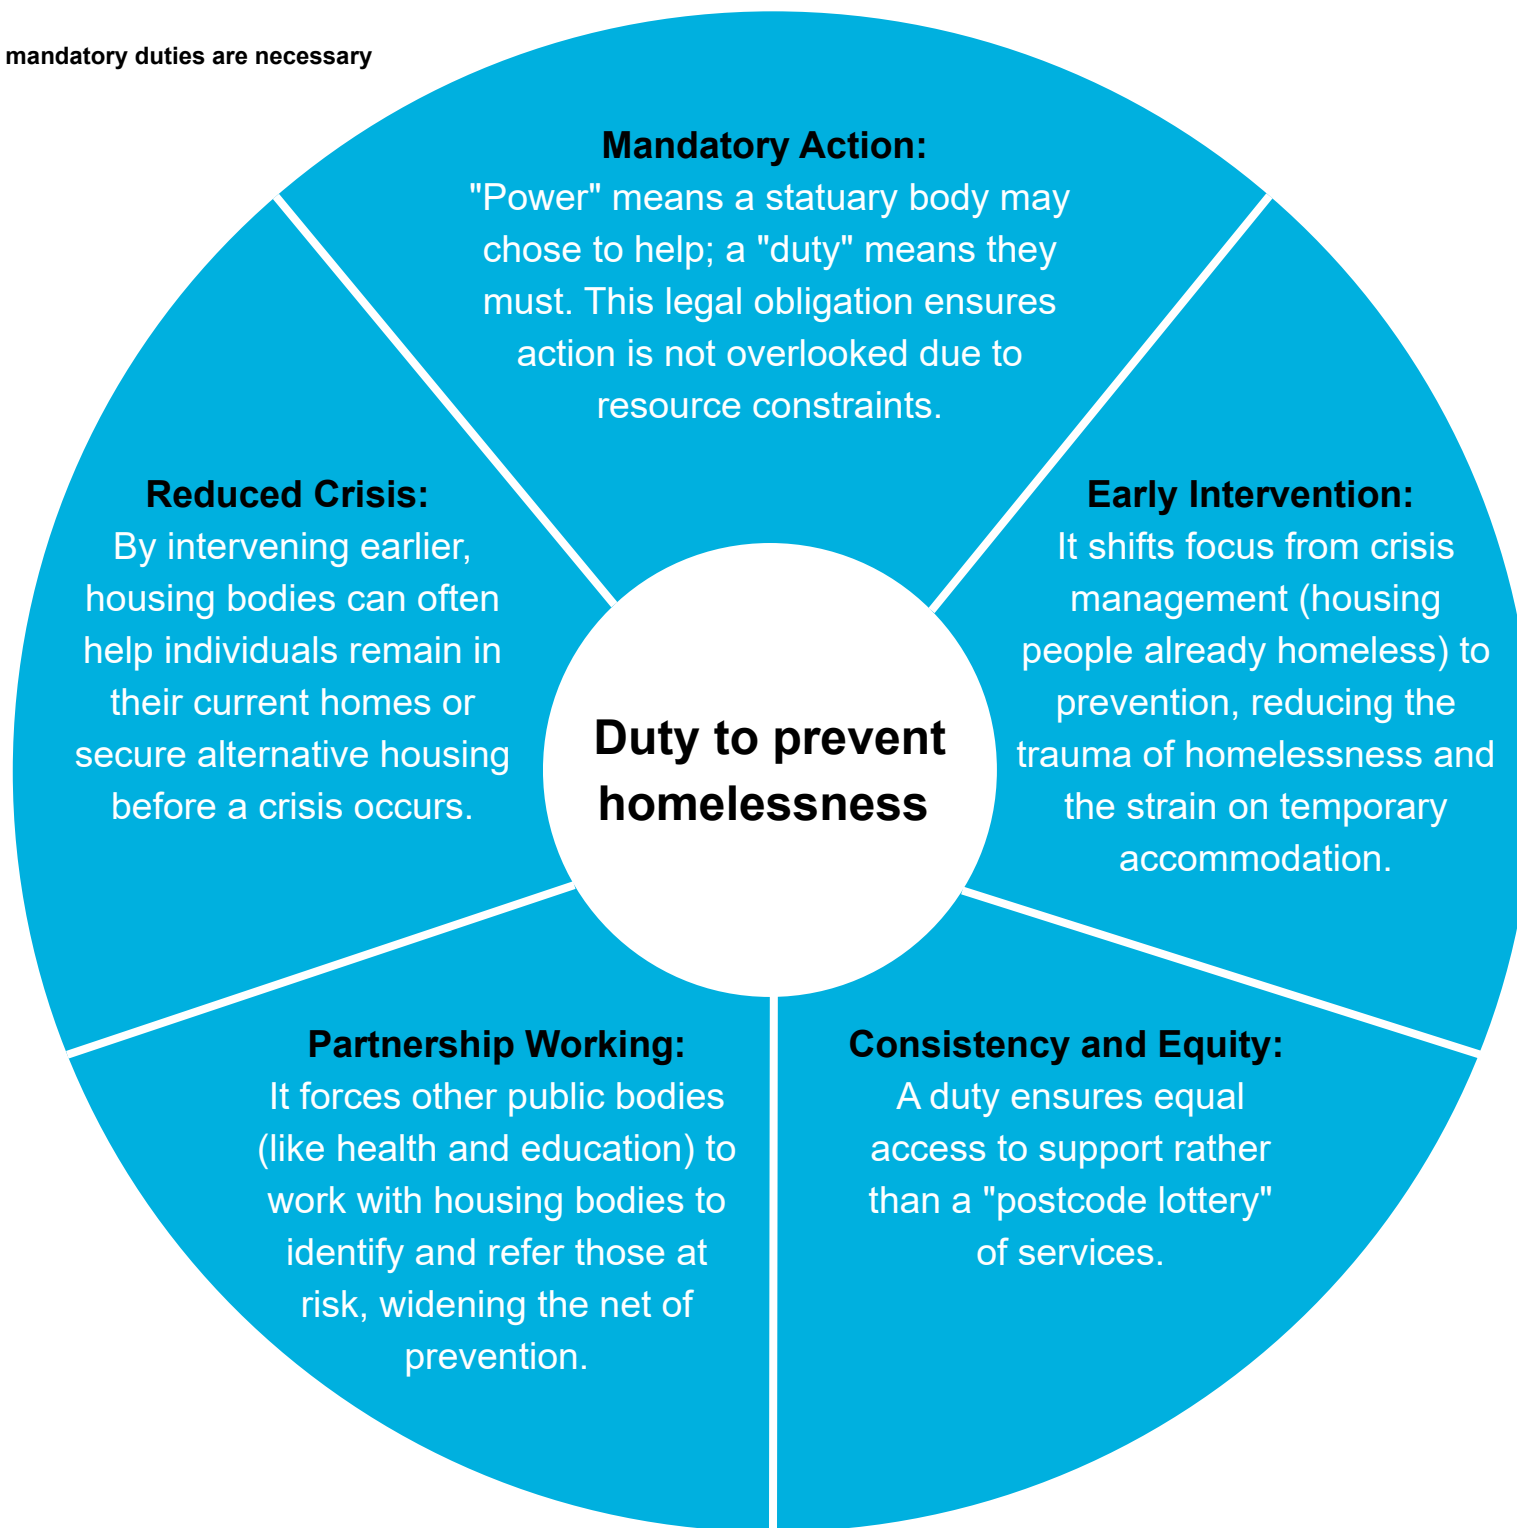 mandatory duties are necessary
Mandatory Action:
"Power" means a statuary body may
chose to help; a "duty" means they
must. This legal obligation ensures
action is not overlooked due to
resource constraints.
Early Intervention:
It shifts focus from crisis
management (housing
people already homeless) to
prevention, reducing the
trauma of homelessness and
the strain on temporary
accommodation.
Consistency and Equity:
A duty ensures equal
access to support rather
than a "postcode lottery"
of services.
Partnership Working:
It forces other public bodies
(like health and education) to
work with housing bodies to
identify and refer those at
risk, widening the net of
prevention.
Reduced Crisis:
By intervening earlier,
housing bodies can often
help individuals remain in
their current homes or
secure alternative housing
before a crisis occurs.
Duty to prevent
homelessness